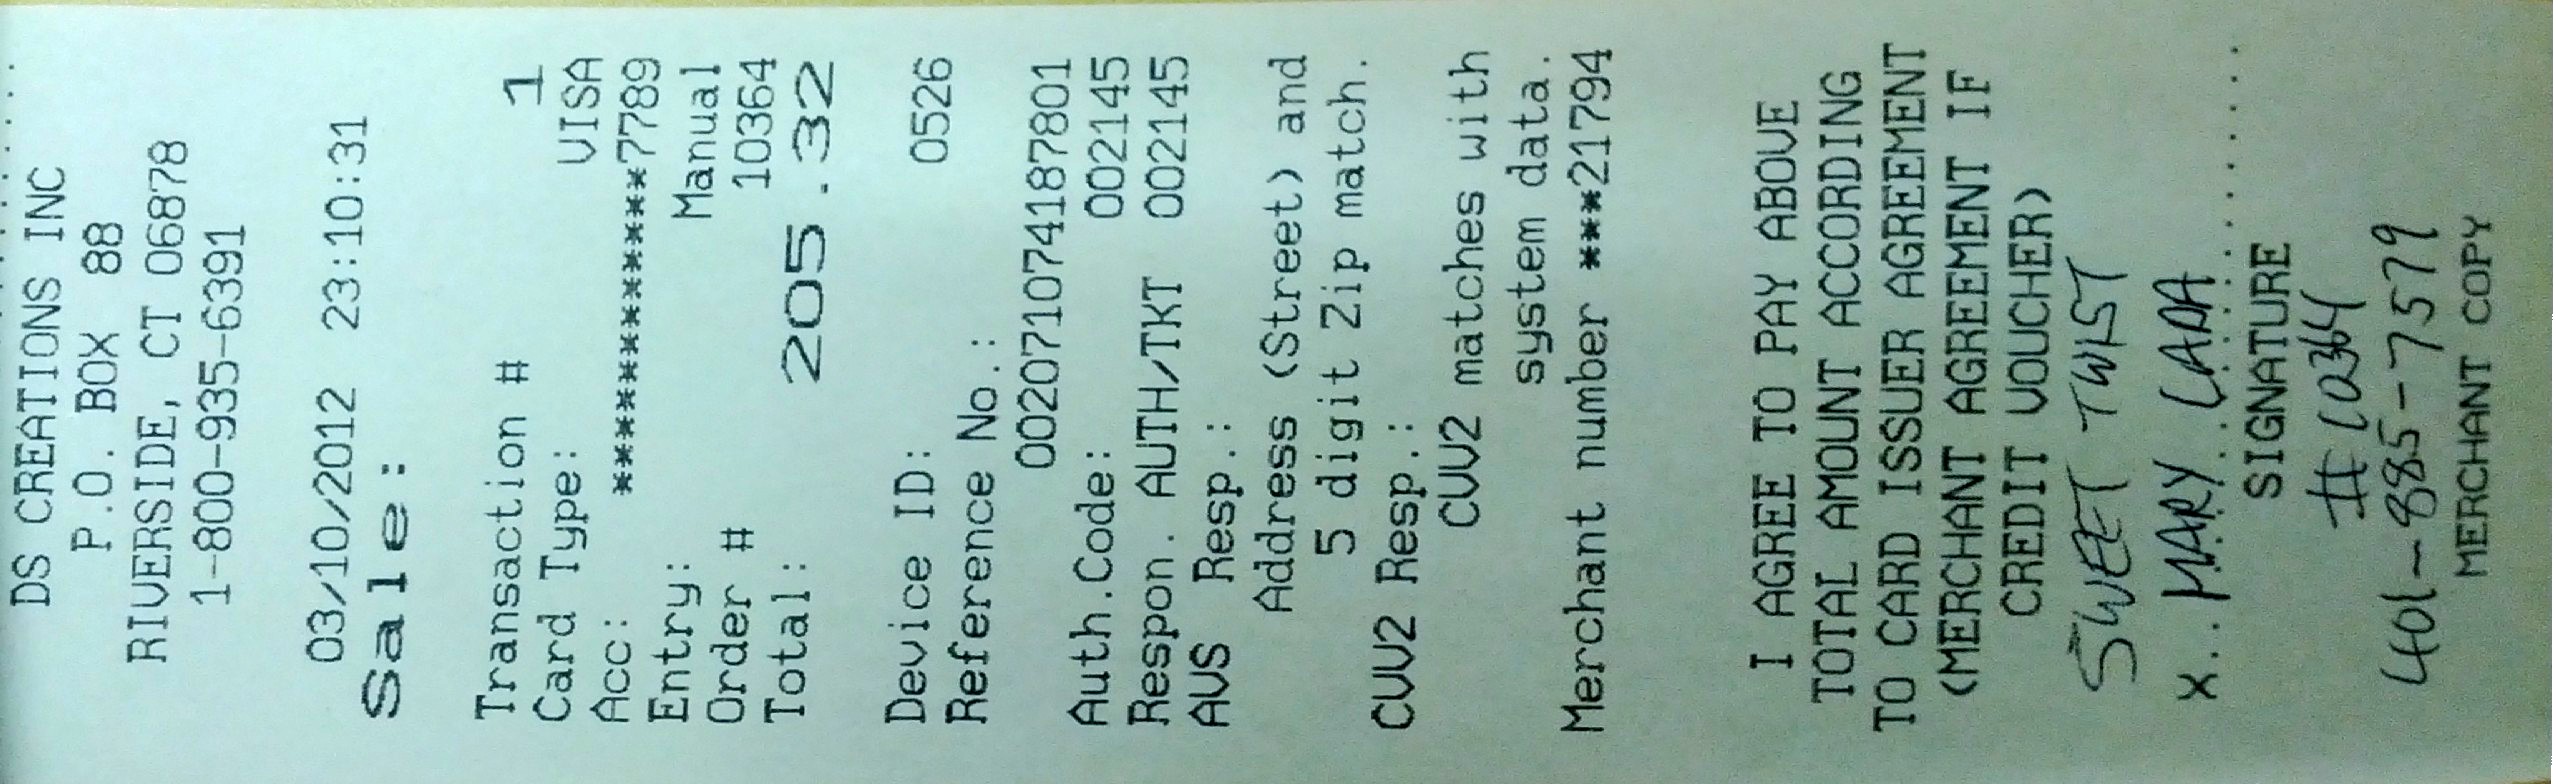 DS CREATIONS INC
P.O. BOX 88
RIVERSIDE, CT 06878
1-800-935-6391
03/10/2012 23:10:31
Sale:
Transaction # 1
Card Type: VISA
Acc: ************7789
Entry: Manual
Order # 10364
Total: 205.32
Device ID: 0526
Reference No.:
002071074187801
Auth.Code: 002145
Respon. AUTH/TKT 002145
AVS Resp.:
Address (Street) and
5 digit Zip match.
CVV2 Resp.:
CVV2 matches with
system data.
Merchant number ***21794
I AGREE TO PAY ABOVE
TOTAL AMOUNT ACCORDING
TO CARD ISSUER AGREEMENT
(MERCHANT AGREEMENT IF
CREDIT VOUCHER)
SWEET TWIST
X..MARY CADA
SIGNATURE
#10364
401-885-7579
MERCHANT COPY